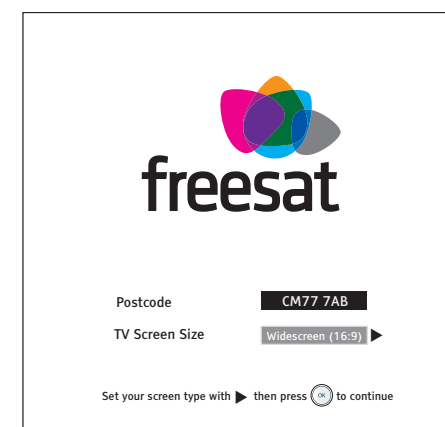 freesat
Postcode CM77 7AB
TV Screen Size Widescreen (16:9)
Set your screen type with ▶ then press OK to continue